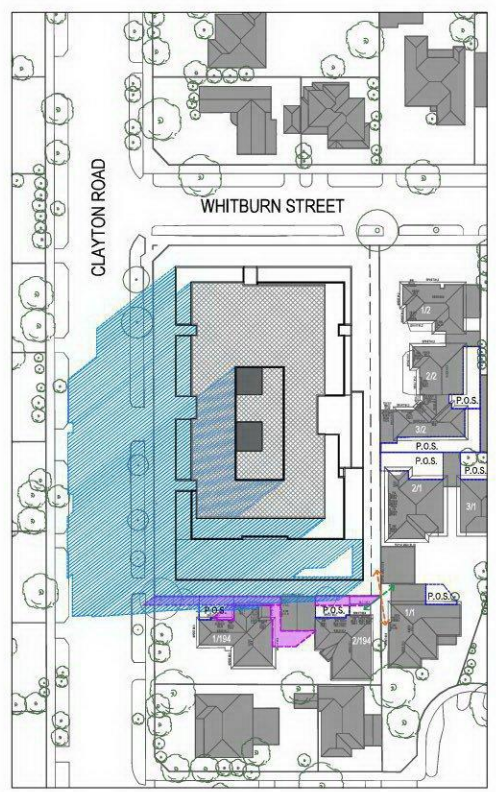 CLAYTON ROAD
WHITBURN STREET
1/2
2/2
P.O.S.
3/2
P.O.S.
P.O.S.
P.O.S.
2/1
3/1
P.O.S.
P.O.S.
P.O.S.
1/1
1/194
2/194